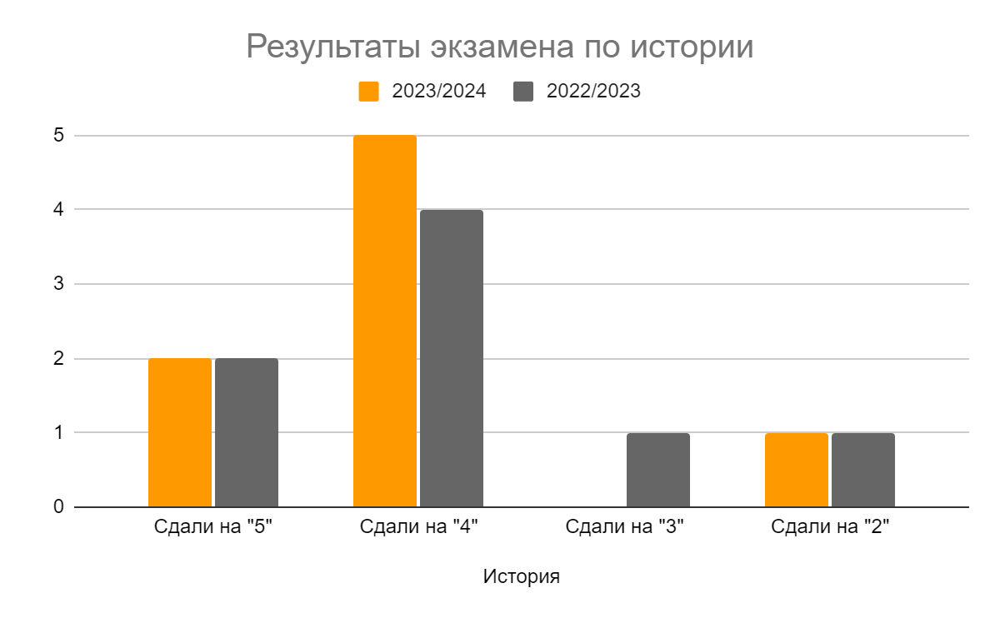 Результаты экзамена по истории
2023/2024 2022/2023
5
4
3
2
1
0
Сдали на "5" Сдали на "4" Сдали на "3" Сдали на "2"
История